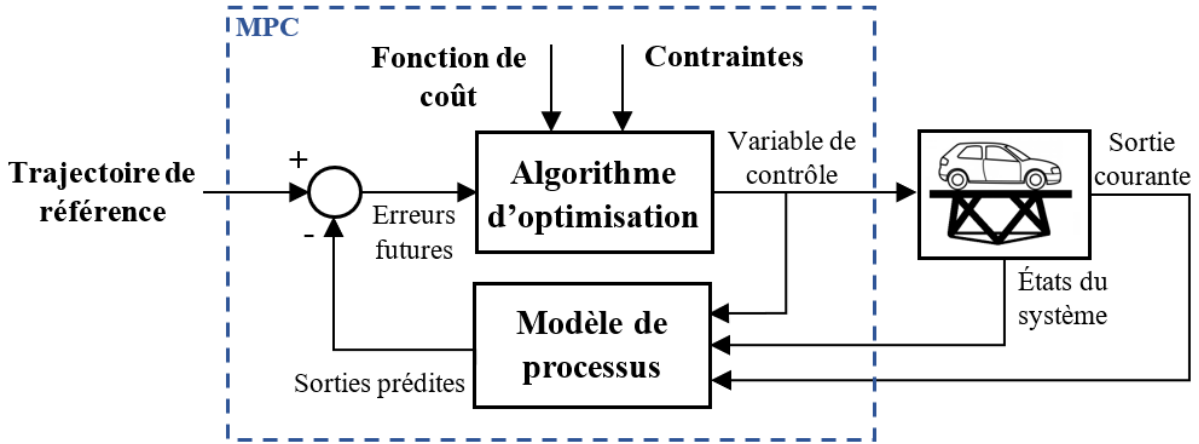 MPC
Fonction de
coût
Contraintes
Trajectoire de
référence
+
-
Erreurs
futures
Algorithme
d’optimisation
Variable de
contrôle
Sortie
courante
États du
système
Modèle de
processus
Sorties prédites